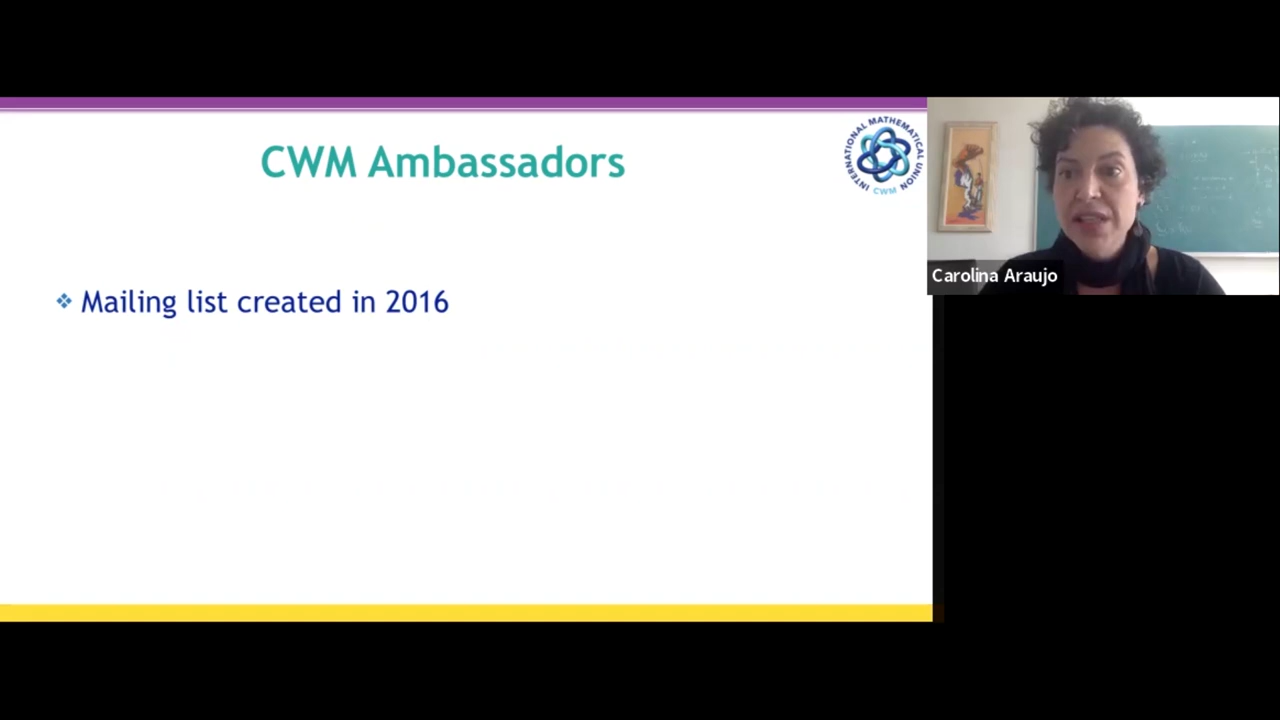 CWM Ambassadors
INTERNATIONAL MATHEMATICAL UNION
CWM
Mailing list created in 2016
Carolina Araujo